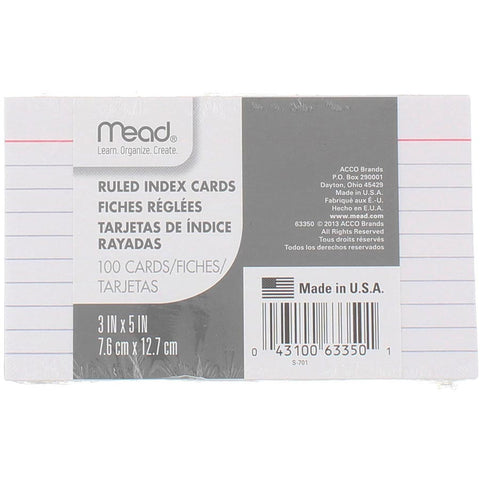 Mead®
Learn. Organize. Create.
RULED INDEX CARDS
FICHES RÉGLÉES
TARJETAS DE ÍNDICE
RAYADAS
100 CARDS/FICHES/
TARJETAS
3 IN x 5 IN
7.6 cm x 12.7 cm
ACCO Brands
P.O. Box 290001
Dayton, Ohio 45429
Made in U.S.A.
Fabriqué aux É.-U.
Hecho en E.U.A.
www.mead.com
63350 © 2013 ACCO Brands
Tous droits réservés
Todos los derechos reservados
Made in U.S.A.
0 43100 63350 1
S-701